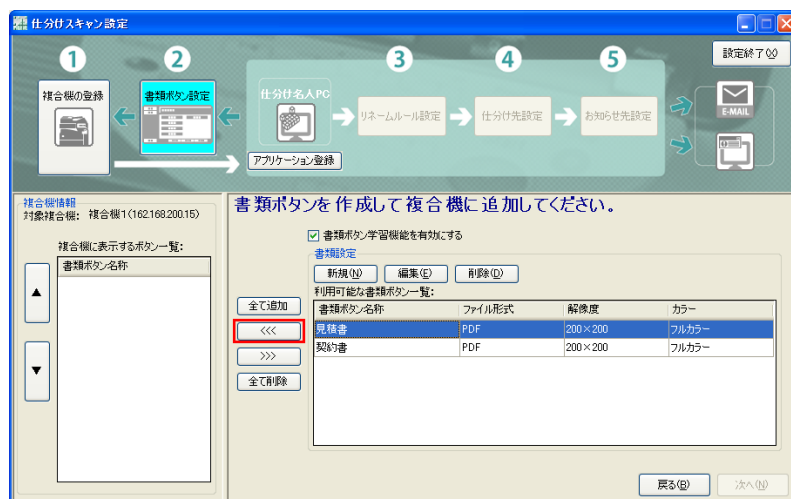 仕分けスキャン設定
設定終了(X)
1
2
3
4
5
複合機の登録
書類ボタン設定
仕分け名人PC
リネームルール設定
仕分け先設定
お知らせ先設定
E-MAIL
アプリケーション登録
複合機情報
対象複合機: 複合機1(162.168.200.15)
複合機に表示するボタン一覧:
書類ボタン名称
▲
▼
書類ボタンを作成して複合機に追加してください。
書類ボタン学習機能を有効にする
書類設定
新規(N)
編集(E)
削除(D)
利用可能な書類ボタン一覧:
全て追加
<<<
>>>
全て削除
書類ボタン名称 ファイル形式 解像度 カラー
見積書 PDF 200×200 フルカラー
契約書 PDF 200×200 フルカラー
戻る(B)
次へ(N)